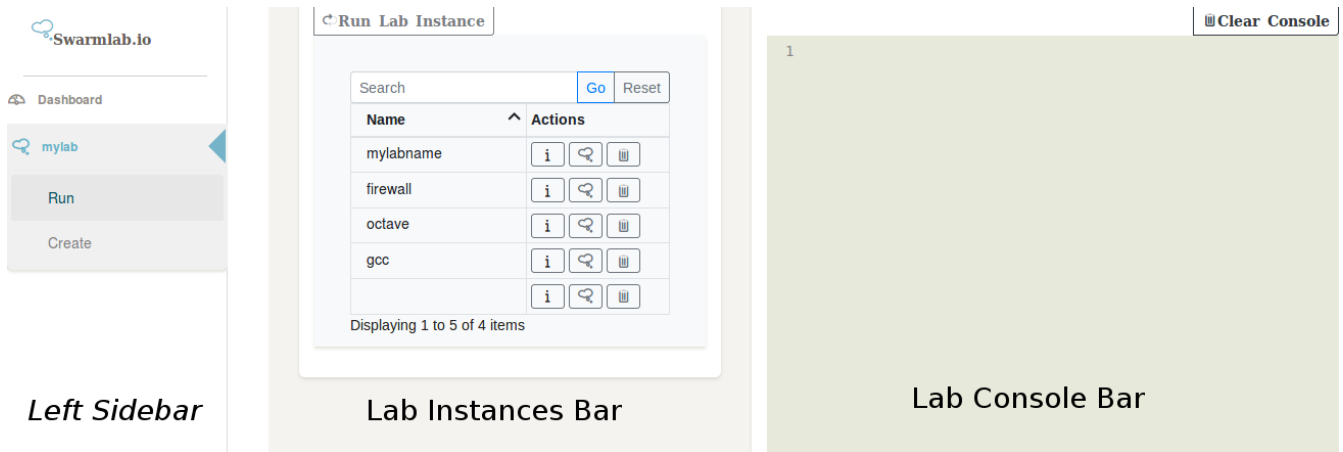 Swarmlab.io
Dashboard
mylab
Run
Create
Left Sidebar
Run Lab Instance
Search Go Reset
Name Actions
mylabname i
firewall i
octave i
gcc i
i
Displaying 1 to 5 of 4 items
Lab Instances Bar
Clear Console
1
Lab Console Bar